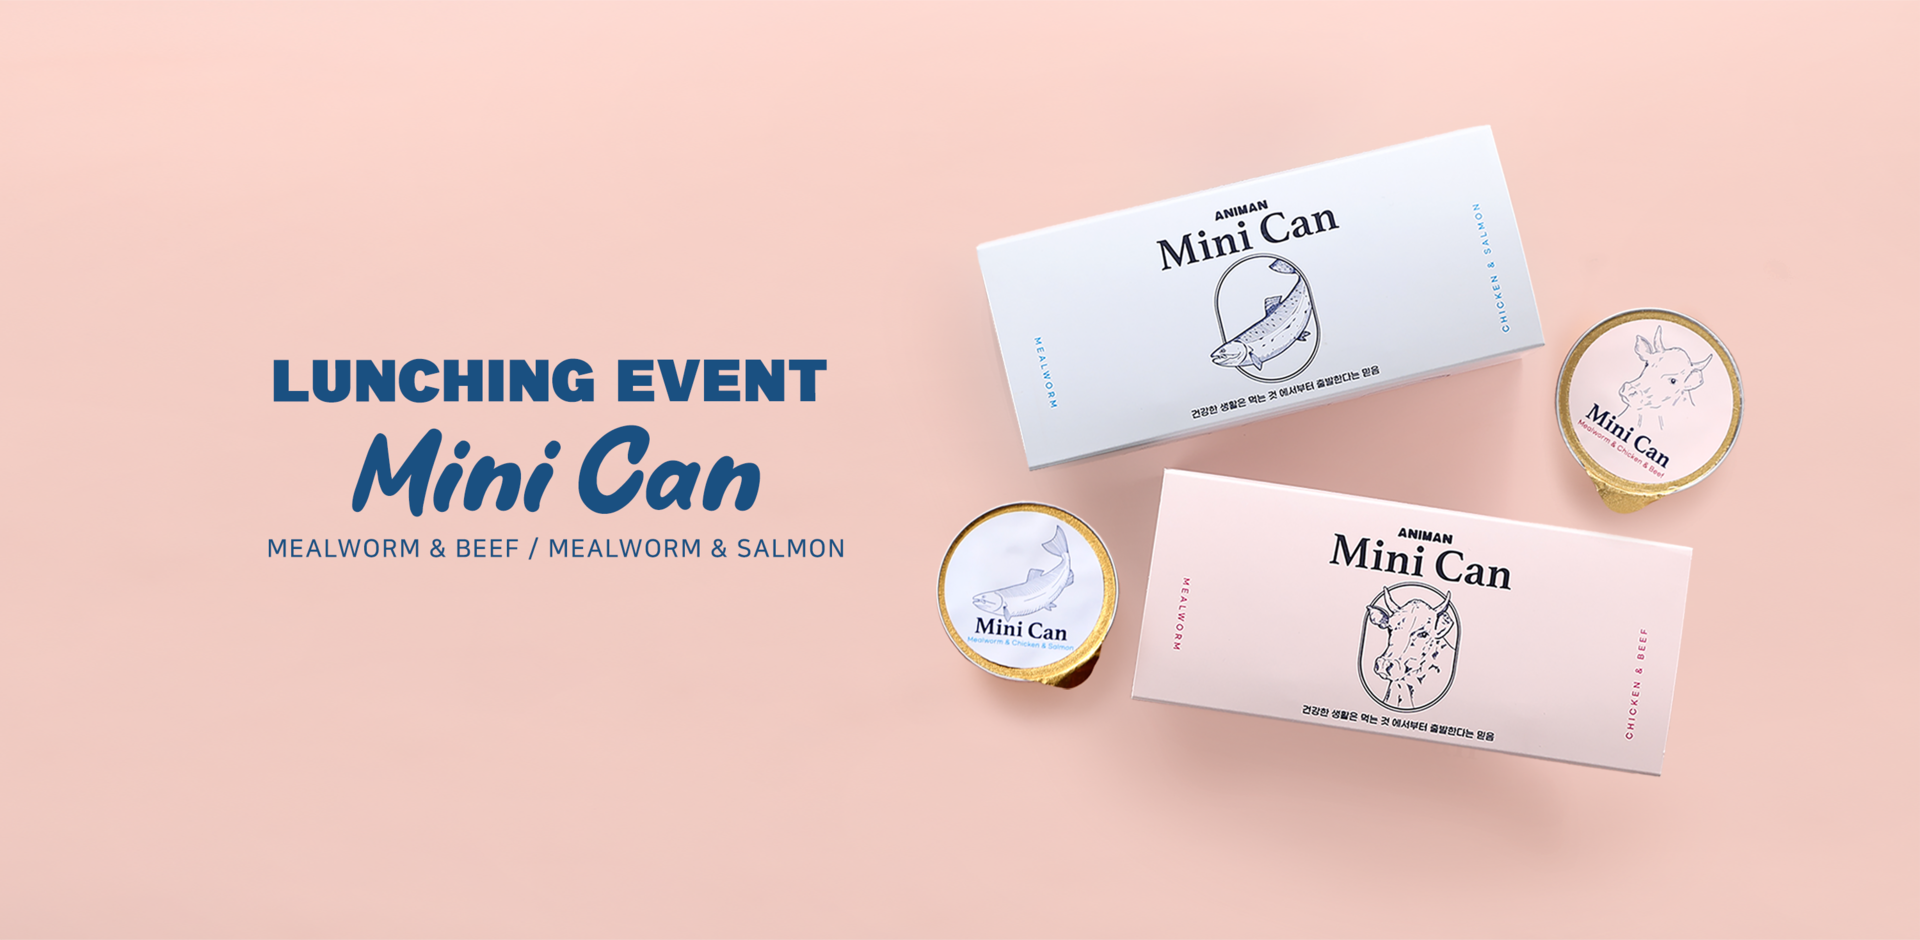 LUNCHING EVENT
Mini Can
MEALWORM & BEEF / MEALWORM & SALMON
ANIMAN
Mini Can
MEALWORM
CHICKEN & SALMON
건강한 생활은 먹는 것 에서부터 출발한다는 믿음
Mini Can
Mealworm & Chicken & Beef
Mini Can
Mealworm & Chicken & Salmon
ANIMAN
Mini Can
MEALWORM
CHICKEN & BEEF
건강한 생활은 먹는 것 에서부터 출발한다는 믿음